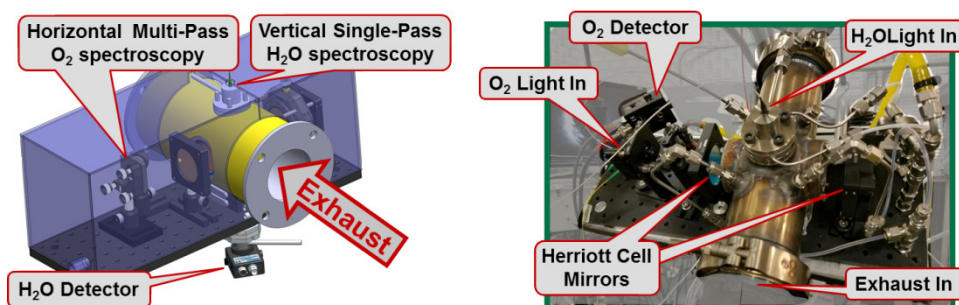 Horizontal Multi-Pass
O₂ spectroscopy
Vertical Single-Pass
H₂O spectroscopy
Exhaust
H₂O Detector
O₂ Detector
H₂OLight In
O₂ Light In
Herriott Cell
Mirrors
Exhaust In